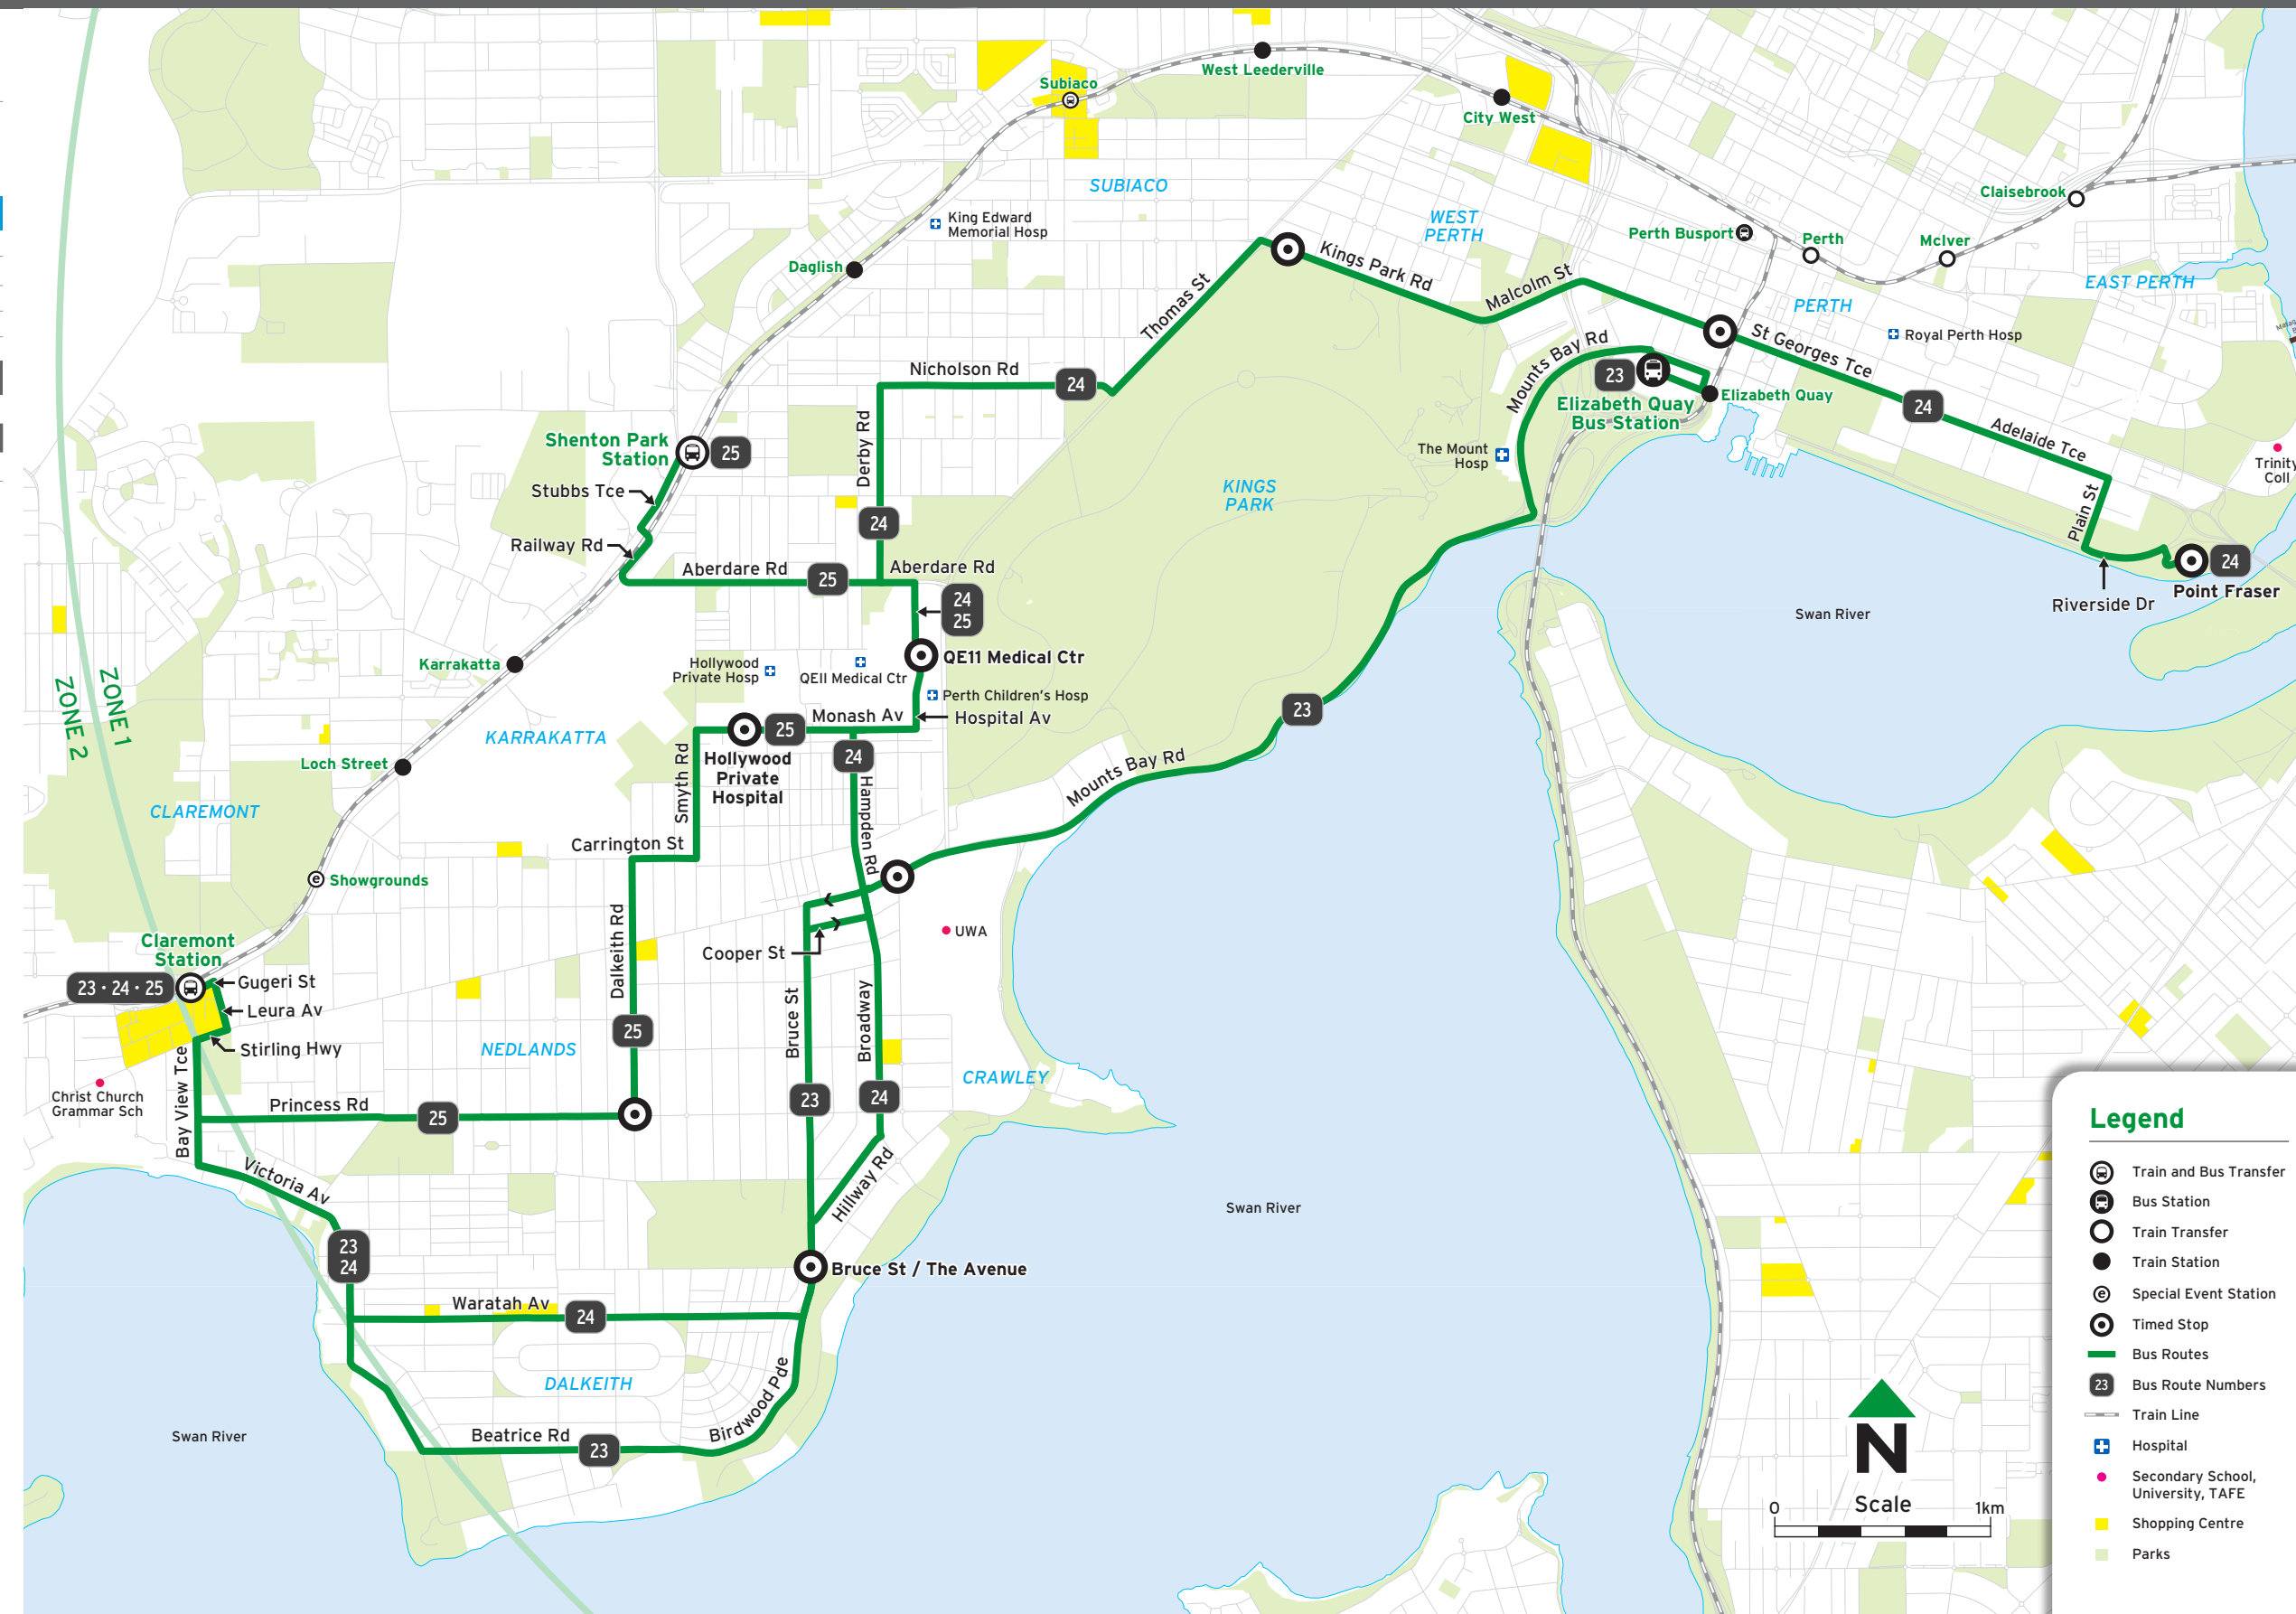 West Leederville
Subiaco
City West
SUBIACO
Claisebrook
King Edward
Memorial Hosp
WEST
PERTH
Perth Busport
Perth
McIver
Daglish
Kings Park Rd
Malcolm St
EAST PERTH
Thomas St
PERTH
Royal Perth Hosp
St Georges Tce
Mounts Bay Rd
Nicholson Rd
24
23
Elizabeth Quay
Bus Station
Elizabeth Quay
24
Derby Rd
Adelaide Tce
Shenton Park
Station
25
The Mount
Hosp
Trinity
Coll
Stubbs Tce
KINGS
PARK
24
Plain St
Railway Rd
Aberdare Rd
25
Aberdare Rd
24
Point Fraser
24
25
Riverside Dr
Swan River
Karrakatta
Hollywood
Private Hosp
QEII Medical Ctr
QE11 Medical Ctr
Perth Children's Hosp
ZONE 2
ZONE 1
Monash Av
Hospital Av
23
KARRAKATTA
25
Loch Street
24
Hollywood
Private
Hospital
Smyth Rd
Hampden Rd
Mounts Bay Rd
CLAREMONT
Carrington St
Showgrounds
Dalkeith Rd
Cooper St
UWA
Claremont
Station
23 · 24 · 25
Gugeri St
Leura Av
Stirling Hwy
Bruce St
Broadway
25
NEDLANDS
Bay View Tce
CRAWLEY
Christ Church
Grammar Sch
Princess Rd
25
23
24
Victoria Av
Hillway Rd
Swan River
23
24
Bruce St / The Avenue
Waratah Av
24
DALKEITH
Birdwood Pde
Beatrice Rd
23
Swan River
N
Scale
0
1km
Legend
Train and Bus Transfer
Bus Station
Train Transfer
Train Station
e
Special Event Station
Timed Stop
Bus Routes
23
Bus Route Numbers
Train Line
Hospital
Secondary School,
University, TAFE
Shopping Centre
Parks